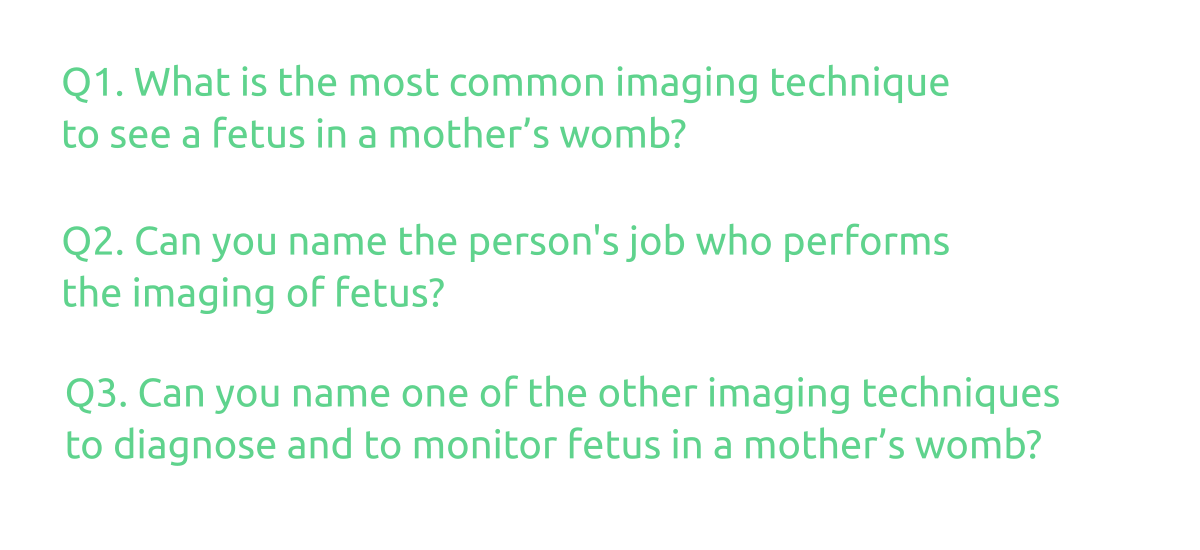 Q1. What is the most common imaging technique
to see a fetus in a mother’s womb?
Q2. Can you name the person's job who performs
the imaging of fetus?
Q3. Can you name one of the other imaging techniques
to diagnose and to monitor fetus in a mother’s womb?